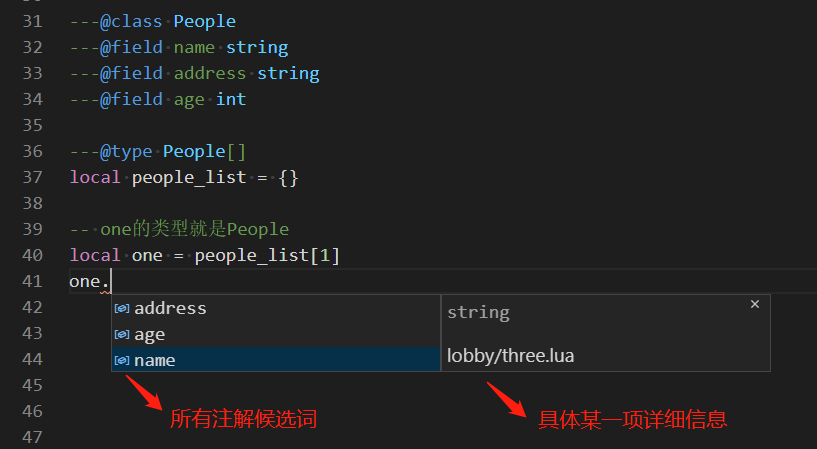 31 ---@class People
32 ---@field name string
33 ---@field address string
34 ---@field age int
35
36 ---@type People[]
37 local people_list = {}
38
39 -- one的类型就是People
40 local one = people_list[1]
41 one.
42 address string ×
43 age
44 name lobby/three.lua
45
所有注解候选词 具体某一项详细信息
46
47